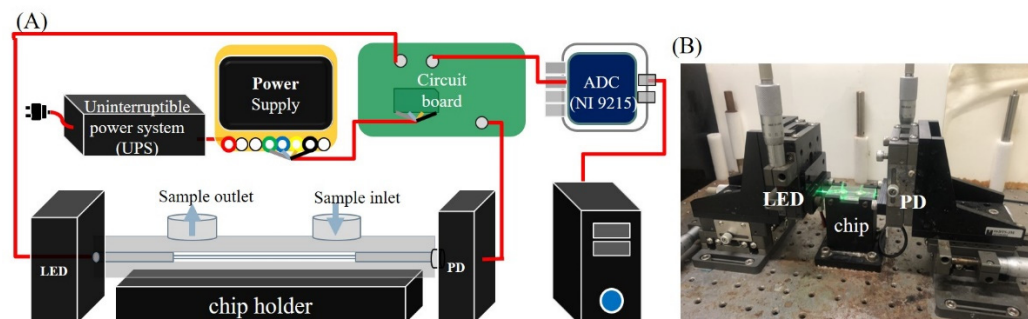 (A)
Uninterruptible
power system
(UPS)
Power
Supply
Circuit
board
ADC
(NI 9215)
Sample outlet
Sample inlet
LED
PD
chip holder
(B)
LED
PD
chip